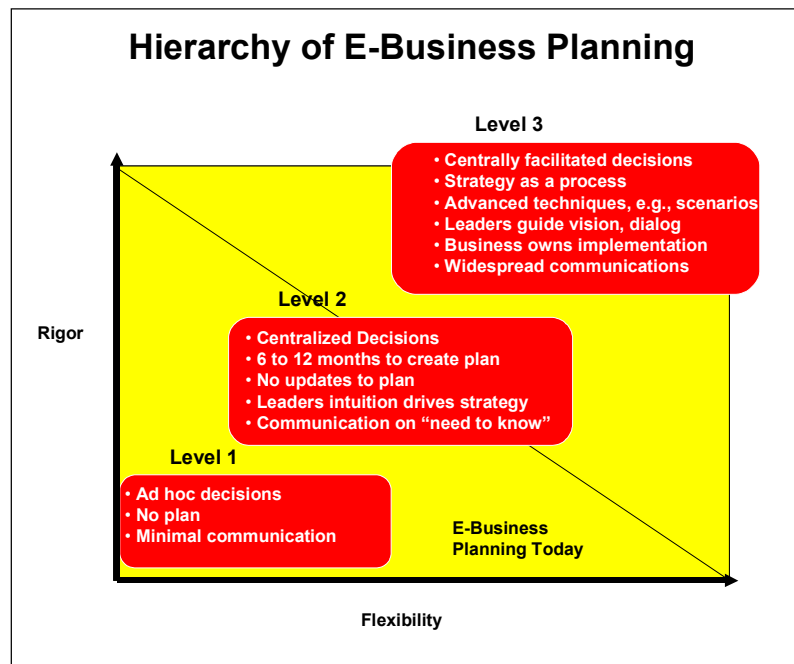 Hierarchy of E-Business Planning
Level 3
• Centrally facilitated decisions
• Strategy as a process
• Advanced techniques, e.g., scenarios
• Leaders guide vision, dialog
• Business owns implementation
• Widespread communications
Level 2
Rigor
• Centralized Decisions
• 6 to 12 months to create plan
• No updates to plan
• Leaders intuition drives strategy
• Communication on “need to know”
Level 1
• Ad hoc decisions
• No plan
• Minimal communication
E-Business
Planning Today
Flexibility